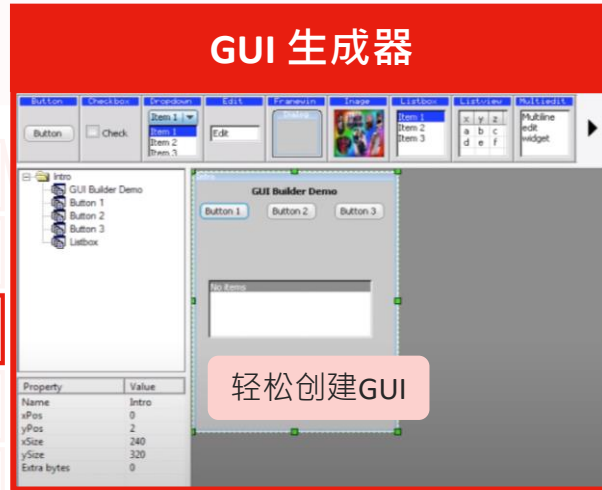 GUI 生成器
Button
Checkbox
Dropdown
Edit
Framewin
Image
Listbox
Listview
Multiedit
Button
Check
Item 1
Item 1
Item 2
Item 3
Edit
Dialog
Item 1
Item 2
Item 3
x y z
a b c
d e f
Multiline
edit
widget
Intro
GUI Builder Demo
Button 1
Button 2
Button 3
Listbox
Intro
GUI Builder Demo
Button 1 Button 2 Button 3
No items
轻松创建GUI
Property Value
Name Intro
xPos 0
yPos 2
xSize 240
ySize 320
Extra bytes 0